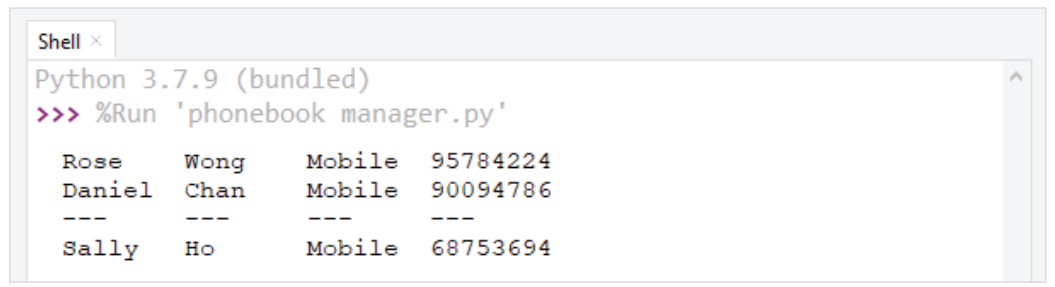 Shell ×
Python 3.7.9 (bundled)
>>> %Run 'phonebook manager.py'
Rose Wong Mobile 95784224
Daniel Chan Mobile 90094786
--- --- --- ---
Sally Ho Mobile 68753694